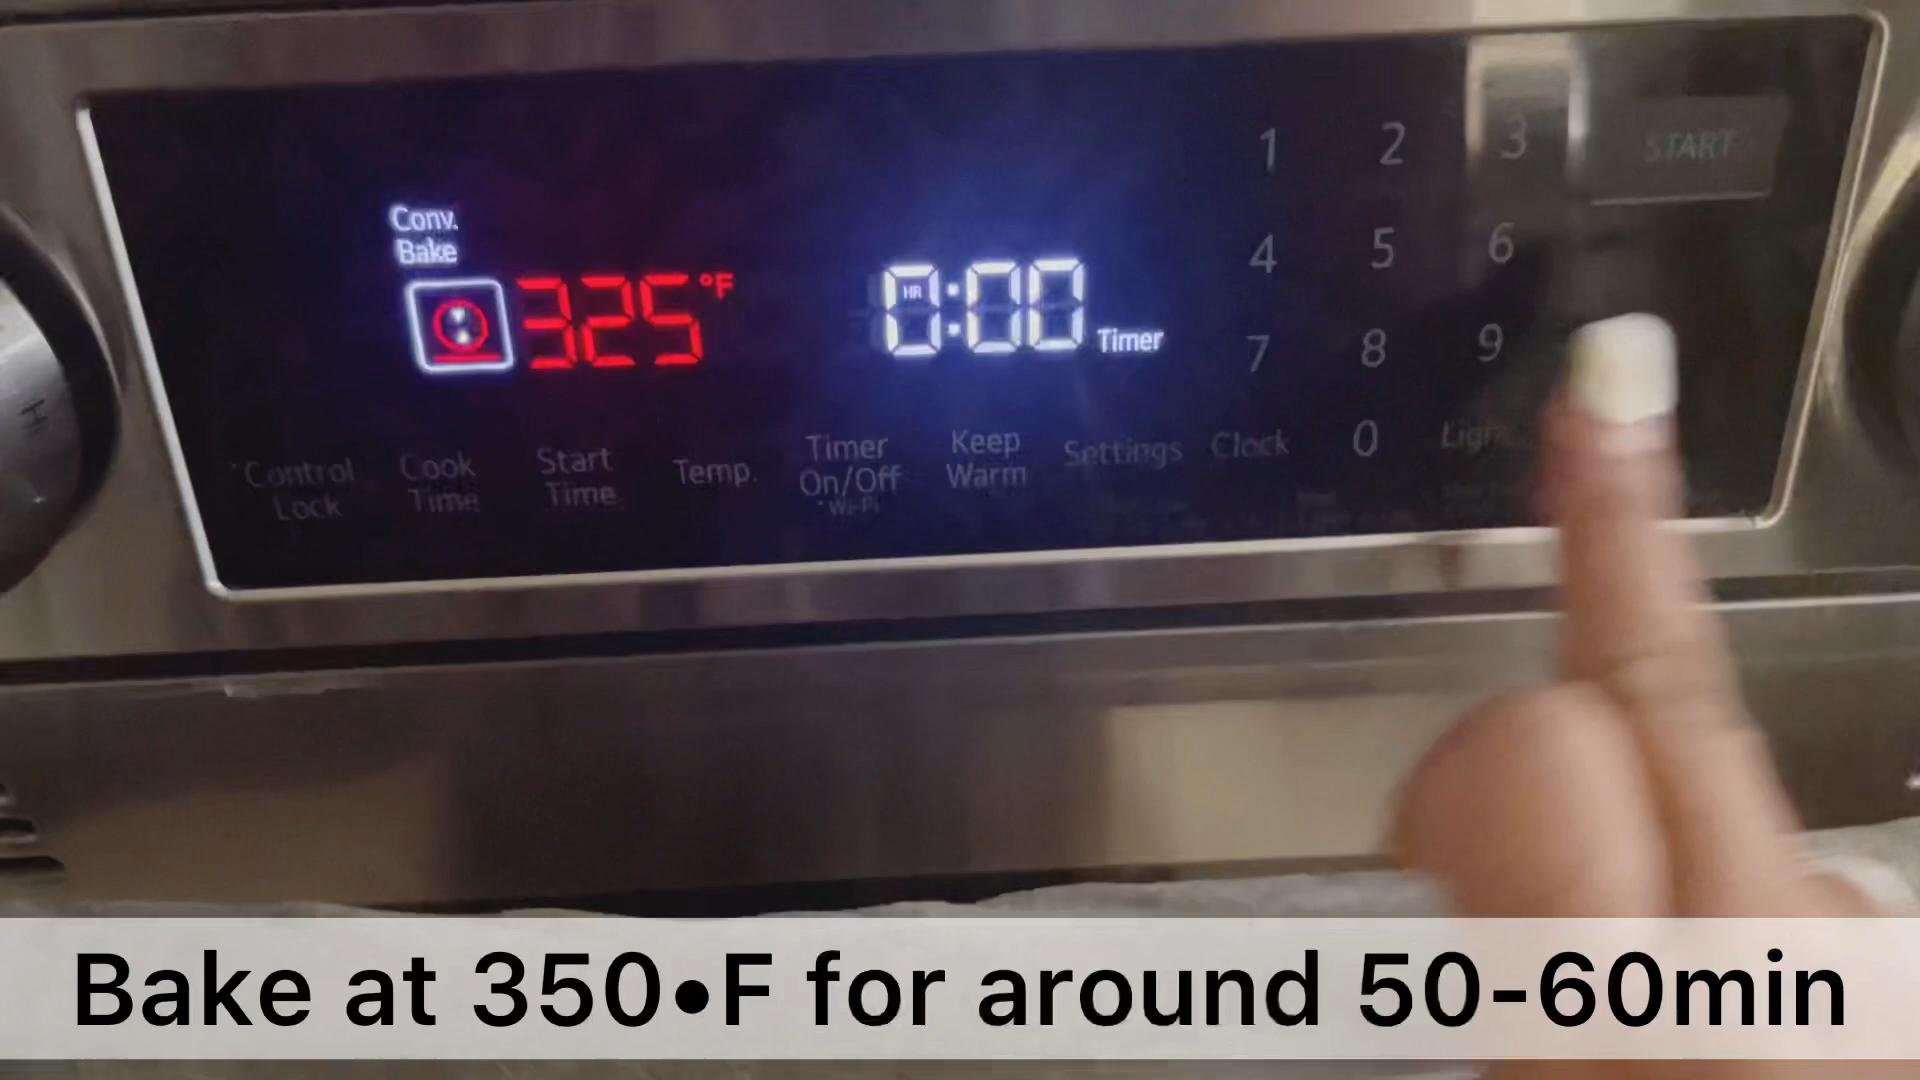 Conv.
Bake
325°F
HR
0:00
Timer
1 2 3 START
4 5 6
7 8 9
Control
Lock
Cook
Time
Start
Time
Temp.
Timer
On/Off
*Wi-Fi
Keep
Warm
Settings
Clock
0
Bake at 350•F for around 50-60min